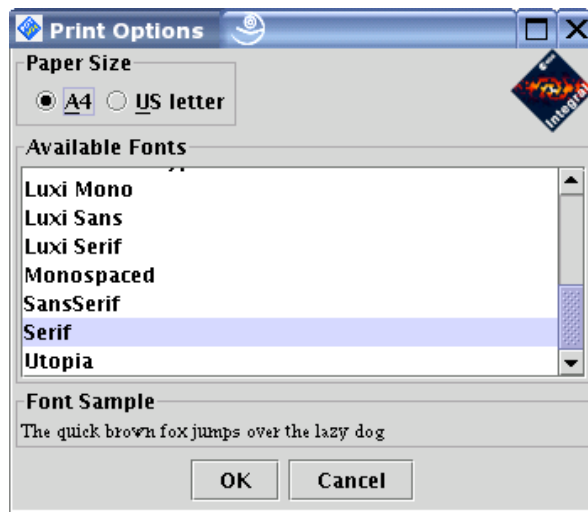 Print Options
Paper Size
A4 US letter
Integral
Available Fonts
Luxi Mono
Luxi Sans
Luxi Serif
Monospaced
SansSerif
Serif
Utopia
Font Sample
The quick brown fox jumps over the lazy dog
OK Cancel